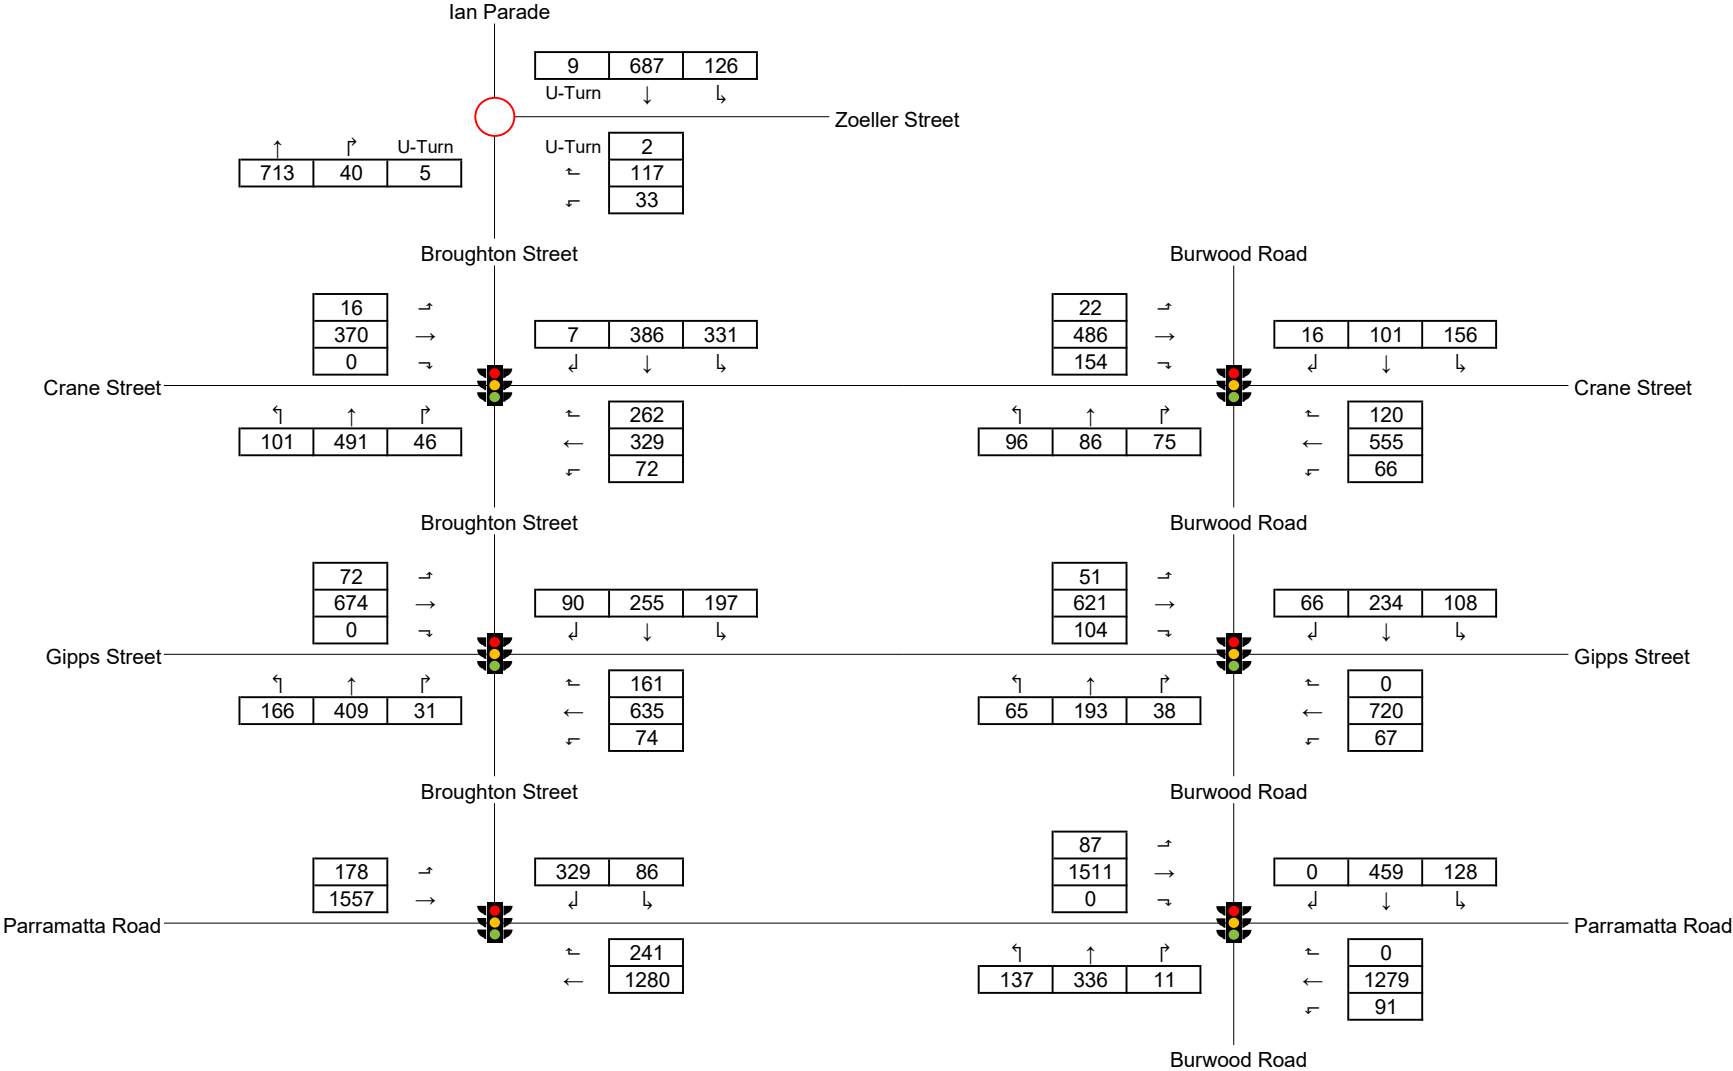 Ian Parade
9 687 126
U-Turn ↓ ↳
Zoeller Street
↑ ↱ U-Turn
713 40 5
U-Turn 2
117
33
Broughton Street
Burwood Road
16
370 →
0
7 386 331
22
486 →
154
16 101 156
Crane Street
Crane Street
101 491 46
262
329 ←
72
96 86 75
120
555 ←
66
Broughton Street
Burwood Road
72
674 →
0
90 255 197
51
621 →
104
66 234 108
Gipps Street
Gipps Street
166 409 31
161
635 ←
74
65 193 38
0
720 ←
67
Broughton Street
Burwood Road
178
1557 →
329 86
87
1511 →
0
0 459 128
Parramatta Road
Parramatta Road
241
1280 ←
137 336 11
0
1279 ←
91
Burwood Road